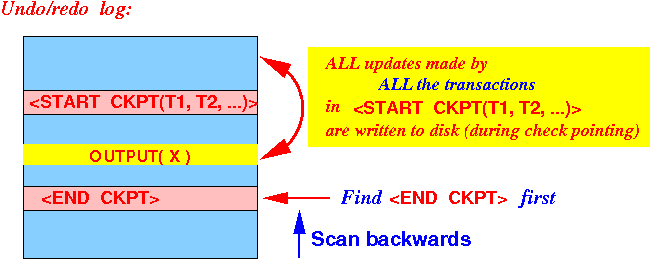 Undo/redo log:
<START CKPT(T1, T2, ...)>
OUTPUT( X )
<END CKPT>
ALL updates made by
ALL the transactions
in <START CKPT(T1, T2, ...)>
are written to disk (during check pointing)
Find <END CKPT> first
Scan backwards